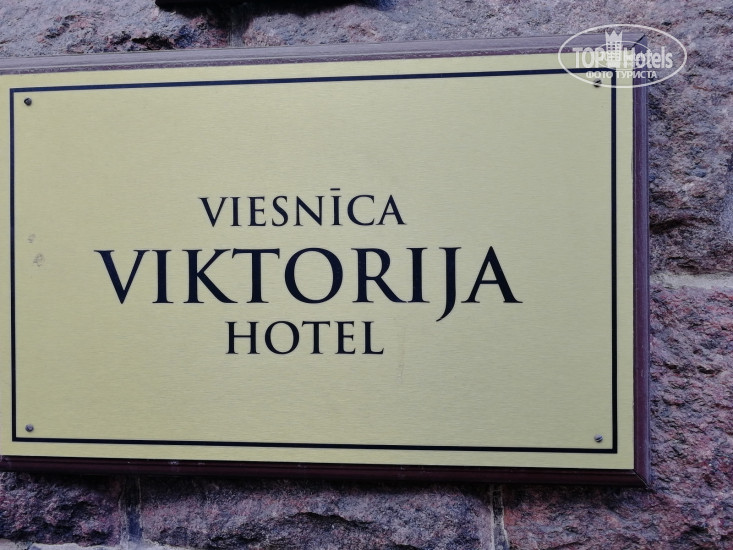 TOP Hotels
ФОТО ТУРИСТА
VIESNĪCA
VIKTORIJA
HOTEL